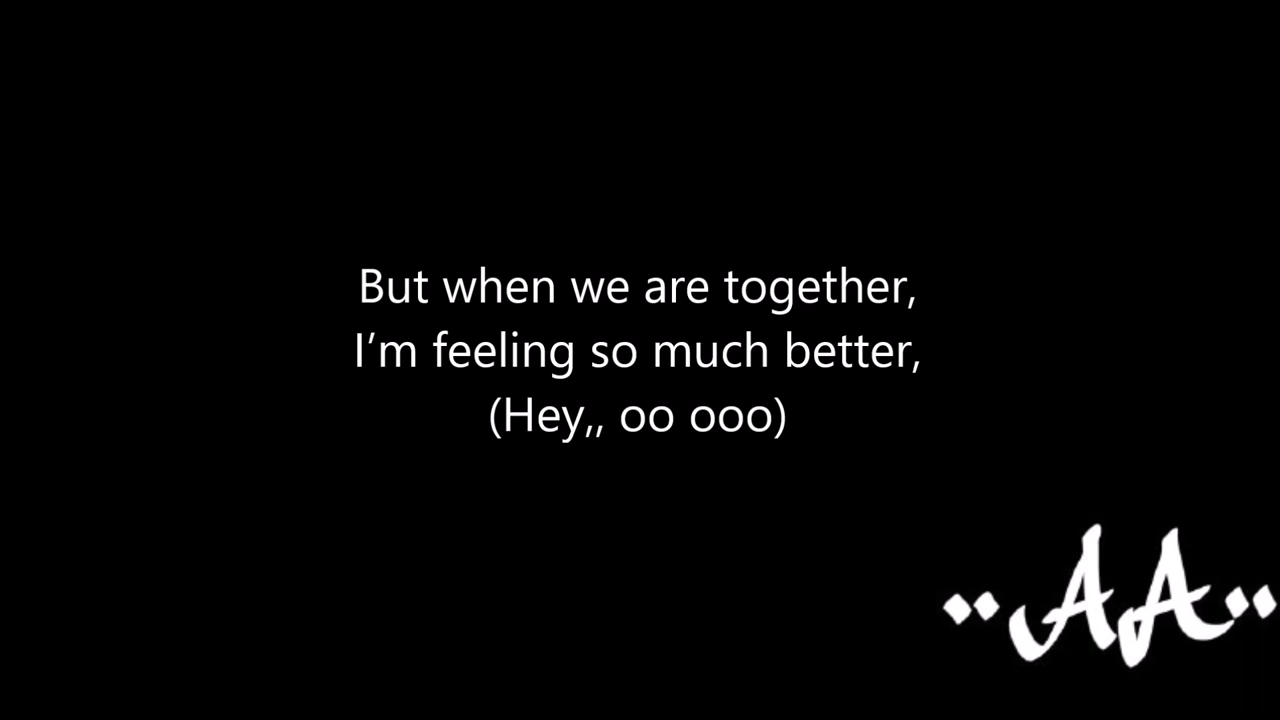 But when we are together,
I’m feeling so much better,
(Hey,, oo ooo)
••AA••